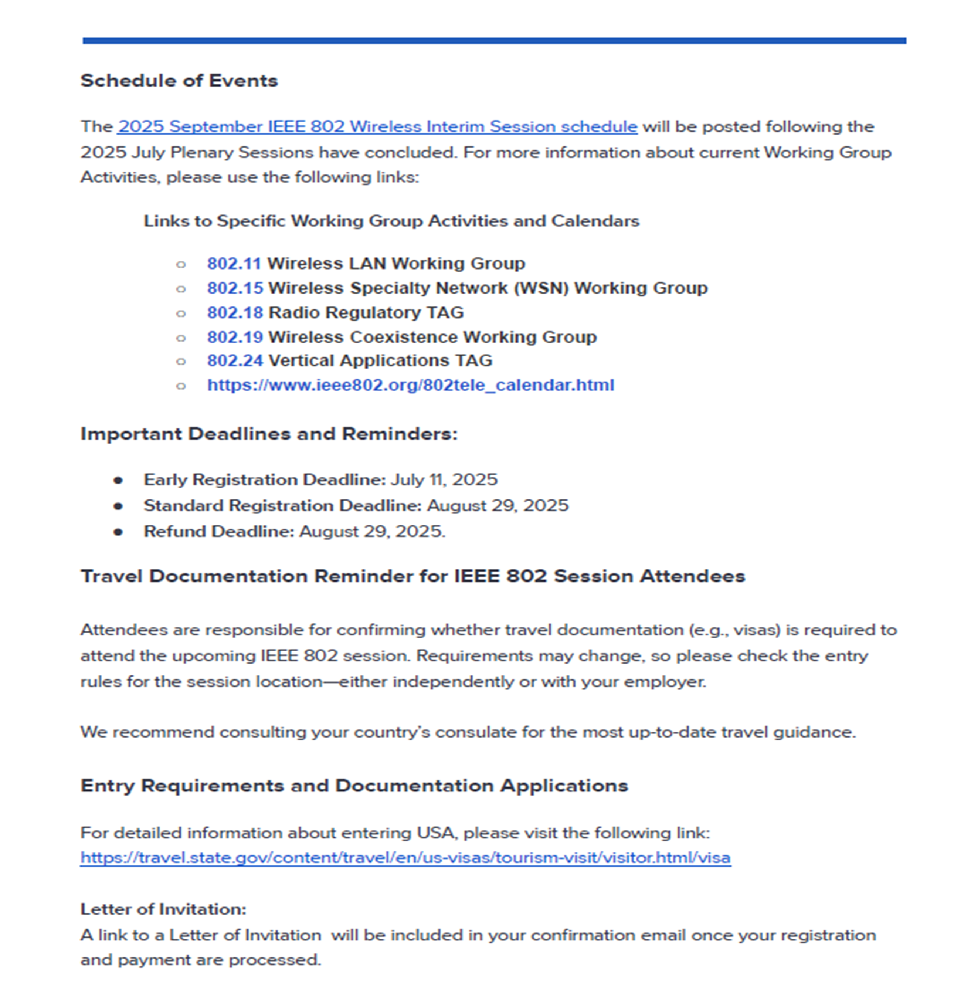 Schedule of Events
The 2025 September IEEE 802 Wireless Interim Session schedule will be posted following the
2025 July Plenary Sessions have concluded. For more information about current Working Group
Activities, please use the following links:
Links to Specific Working Group Activities and Calendars
o 802.11 Wireless LAN Working Group
o 802.15 Wireless Specialty Network (WSN) Working Group
o 802.18 Radio Regulatory TAG
o 802.19 Wireless Coexistence Working Group
o 802.24 Vertical Applications TAG
o https://www.ieee802.org/802tele_calendar.html
Important Deadlines and Reminders:
● Early Registration Deadline: July 11, 2025
● Standard Registration Deadline: August 29, 2025
● Refund Deadline: August 29, 2025.
Travel Documentation Reminder for IEEE 802 Session Attendees
Attendees are responsible for confirming whether travel documentation (e.g., visas) is required to
attend the upcoming IEEE 802 session. Requirements may change, so please check the entry
rules for the session location—either independently or with your employer.
We recommend consulting your country’s consulate for the most up-to-date travel guidance.
Entry Requirements and Documentation Applications
For detailed information about entering USA, please visit the following link:
https://travel.state.gov/content/travel/en/us-visas/tourism-visit/visitor.html/visa
Letter of Invitation:
A link to a Letter of Invitation  will be included in your confirmation email once your registration
and payment are processed.